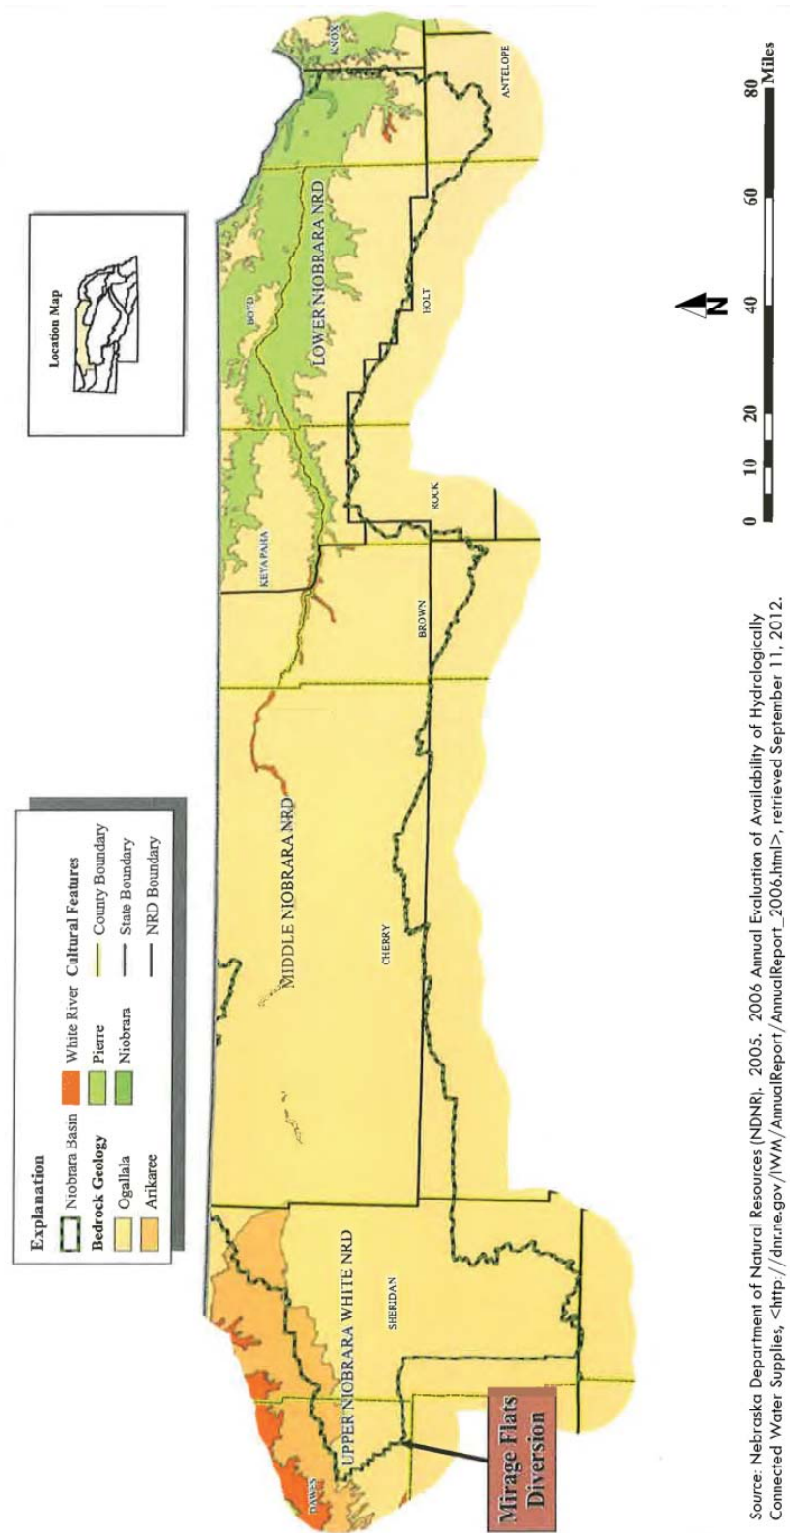 Location Map
Explanation
Niobrara Basin
Bedrock Geology
Ogallala
Arikaree
White River
Pierre
Niobrara
Cultural Features
County Boundary
State Boundary
NRD Boundary
DAWES
UPPER NIOBRARA WHITE NRD
SHERIDAN
Mirage Flats
Diversion
MIDDLE NIOBRARA NRD
CHERRY
KEYA PAHA
BROWN
ROCK
BOYD
LOWER NIOBRARA NRD
HOLT
KNOX
ANTELOPE
N
0 10 20 40 60 80
Miles
Source: Nebraska Department of Natural Resources (NDNR). 2005. 2006 Annual Evaluation of Availability of Hydrologically
Connected Water Supplies, <http://dnr.ne.gov/IWM/AnnualReport/AnnualReport_2006.html>, retrieved September 11, 2012.